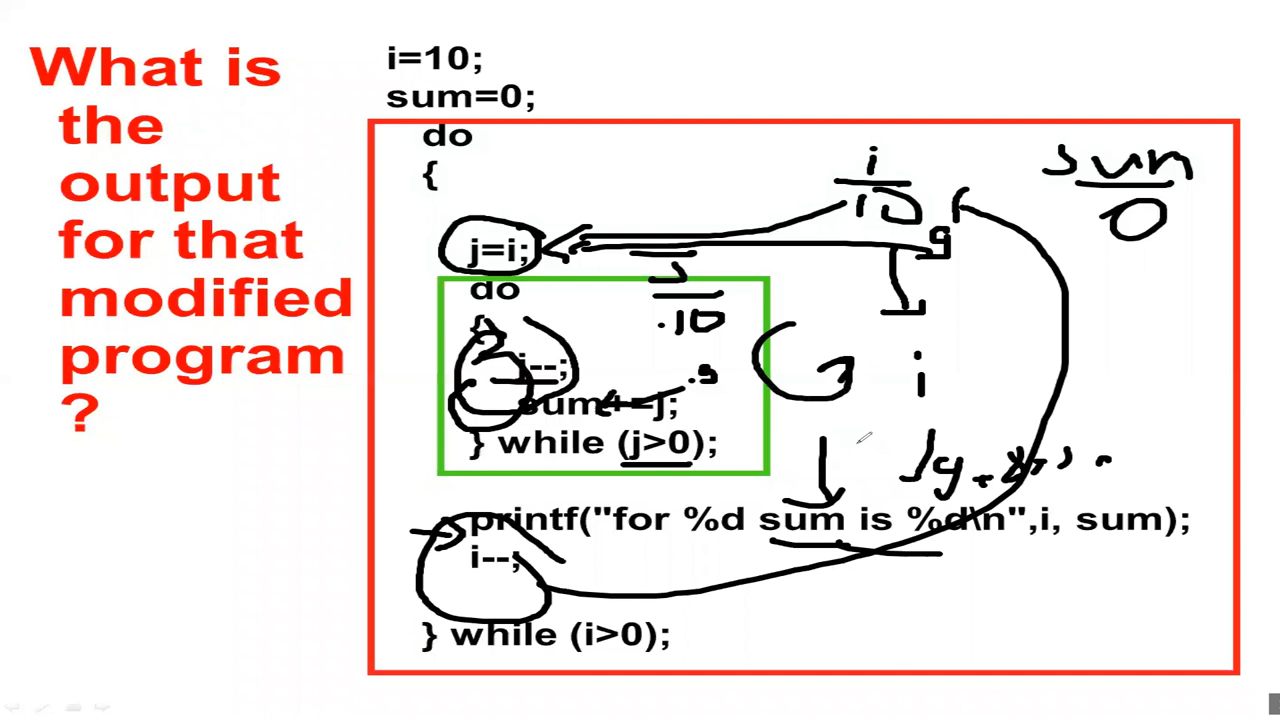 What is
the
output
for that
modified
program
?
i=10;
sum=0;
do
{
j=i;
do
{
j--;
sum+=j;
} while (j>0);
printf("for %d sum is %d\n",i, sum);
i--;
} while (i>0);
i
10
9
sum
0
j
.10
.9
i